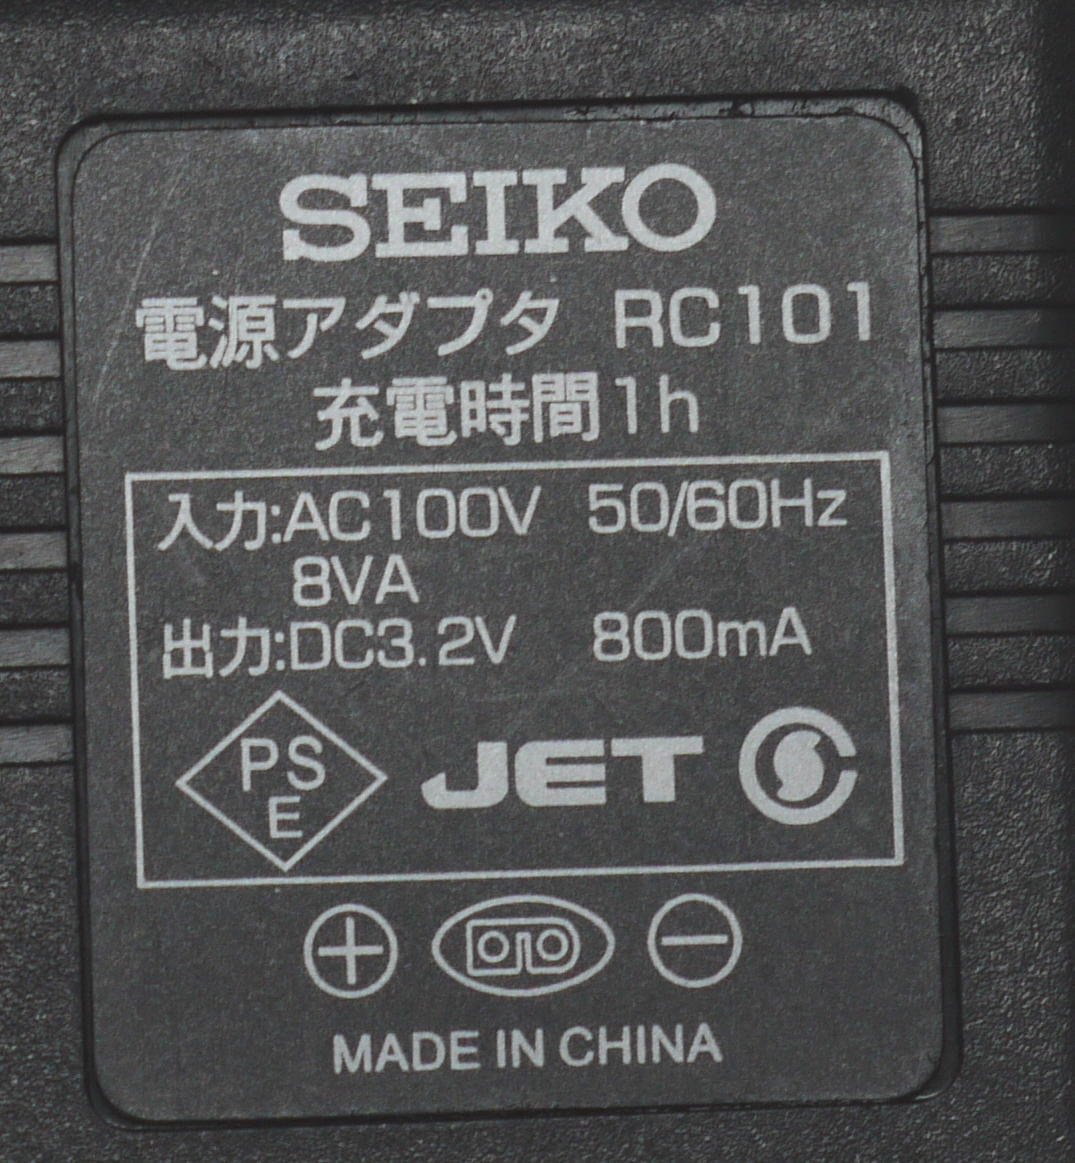 SEIKO
電源アダプタ RC101
充電時間1h
入力:AC100V 50/60Hz
8VA
出力:DC3.2V 800mA
PS
E
JET
MADE IN CHINA